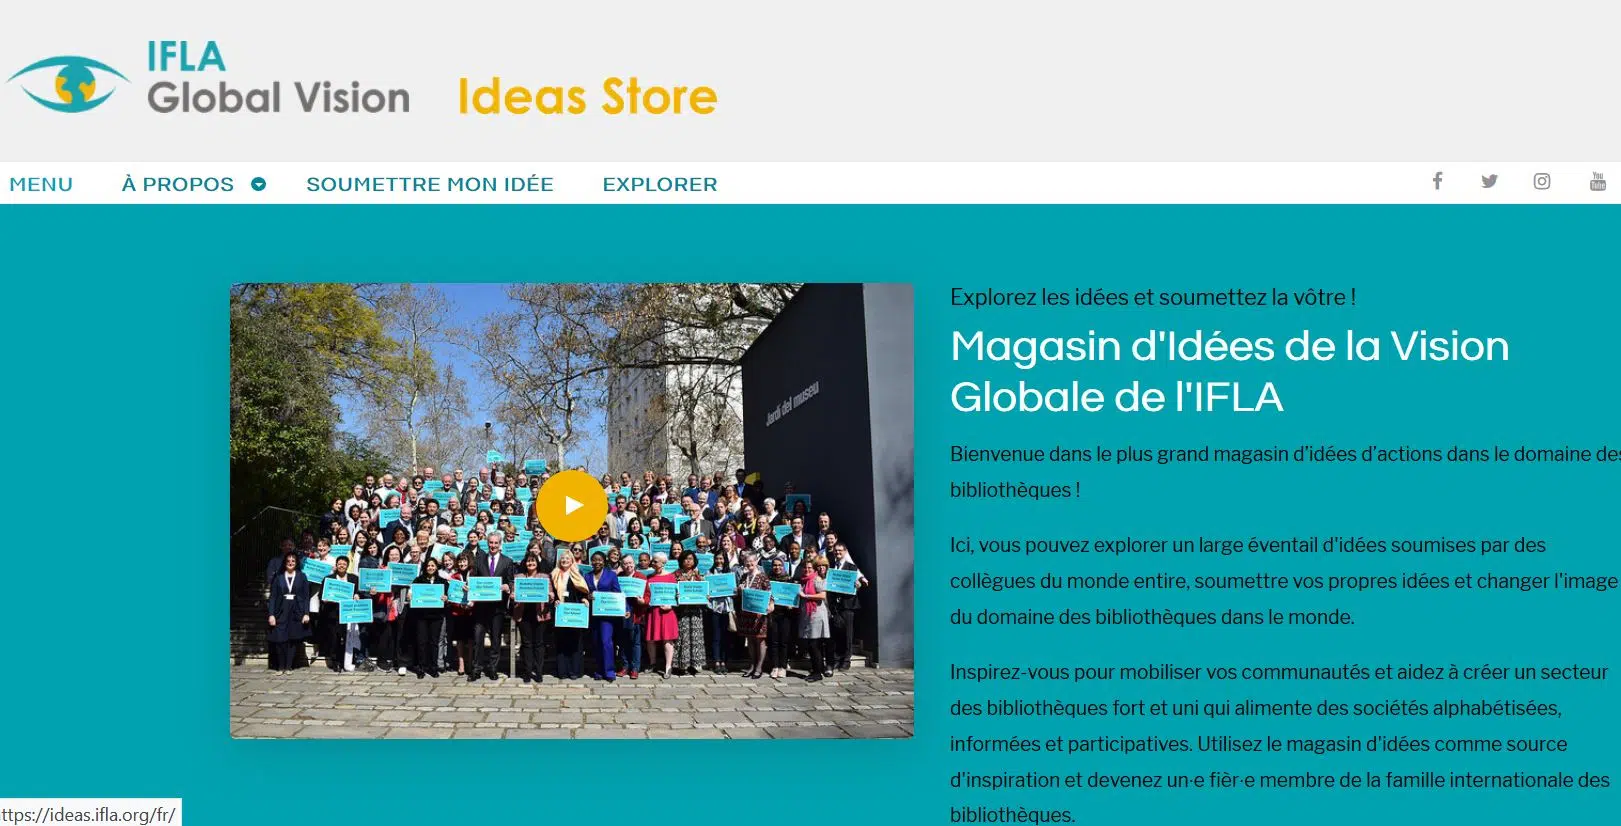 IFLA
Global Vision
Ideas Store
MENU
À PROPOS
SOUMETTRE MON IDÉE
EXPLORER
You
Tube
Jardí del museu
Explorez les idées et soumettez la vôtre !
Magasin d'Idées de la Vision
Globale de l'IFLA
Bienvenue dans le plus grand magasin d'idées d'actions dans le domaine des
bibliothèques !
Ici, vous pouvez explorer un large éventail d'idées soumises par des
collègues du monde entire, soumettre vos propres idées et changer l'image
du domaine des bibliothèques dans le monde.
Inspirez-vous pour mobiliser vos communautés et aidez à créer un secteur
des bibliothèques fort et uni qui alimente des sociétés alphabétisées,
informées et participatives. Utilisez le magasin d'idées comme source
d'inspiration et devenez un·e fièr·e membre de la famille internationale des
bibliothèques.
ttps://ideas.ifla.org/fr/